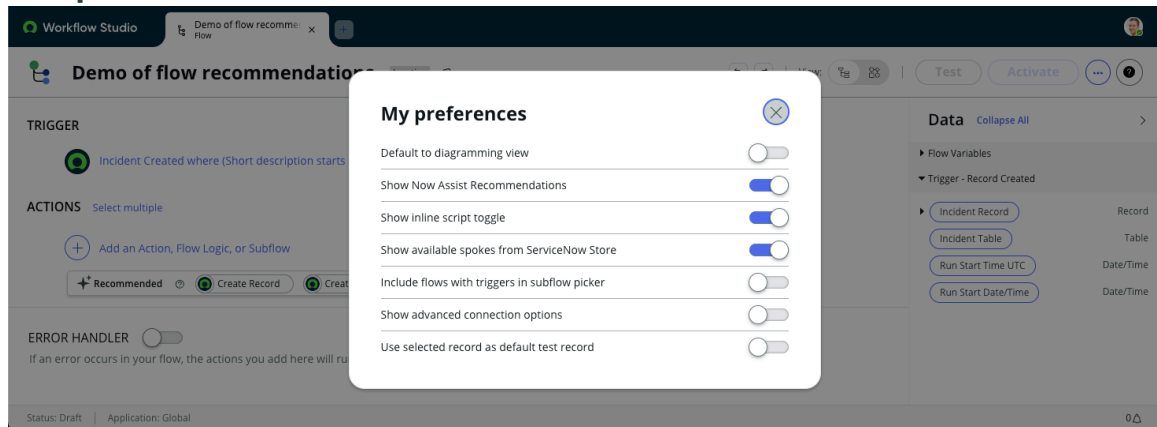 Workflow Studio
Demo of flow recomme
Flow
Demo of flow recommendations
View:
Test
Activate
TRIGGER
Incident Created where (Short description starts
ACTIONS Select multiple
Add an Action, Flow Logic, or Subflow
Recommended Create Record Creat
ERROR HANDLER
If an error occurs in your flow, the actions you add here will ru
My preferences
Default to diagramming view
Show Now Assist Recommendations
Show inline script toggle
Show available spokes from ServiceNow Store
Include flows with triggers in subflow picker
Show advanced connection options
Use selected record as default test record
Data Collapse All
Flow Variables
Trigger - Record Created
Incident Record Record
Incident Table Table
Run Start Time UTC Date/Time
Run Start Date/Time Date/Time
Status: Draft | Application: Global
0